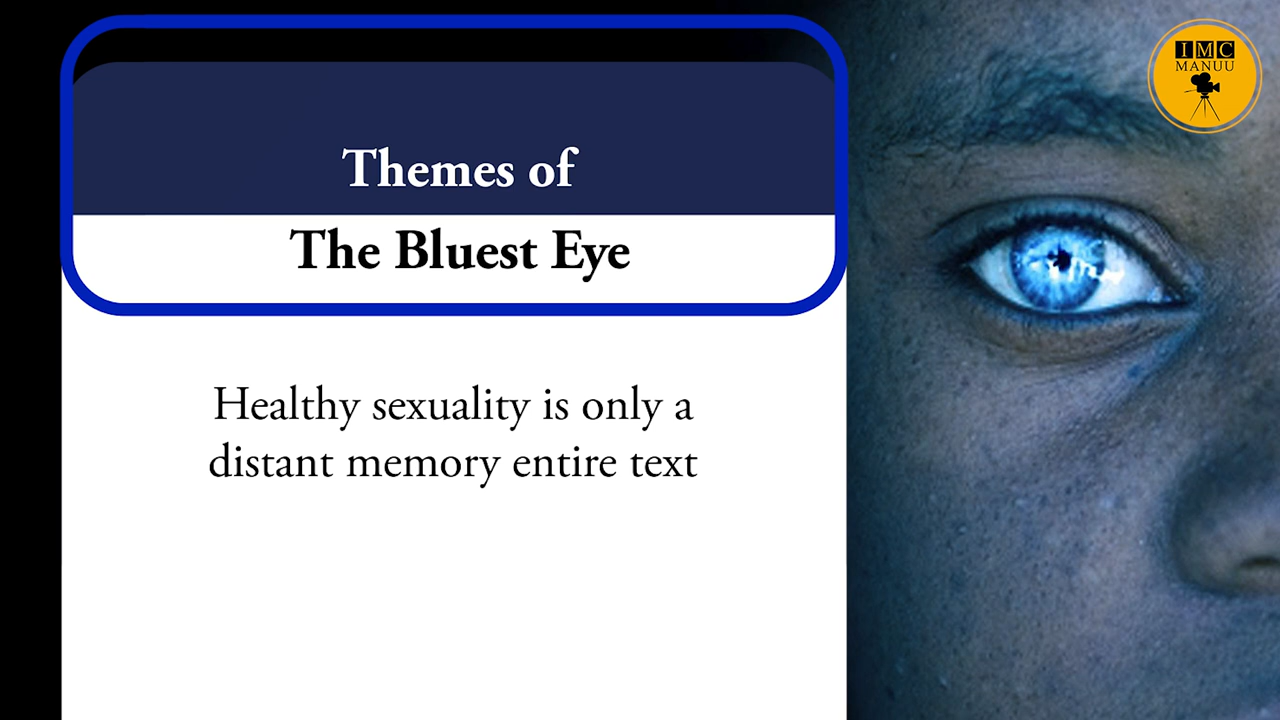 IMC
MANUU
Themes of
The Bluest Eye
Healthy sexuality is only a
distant memory entire text